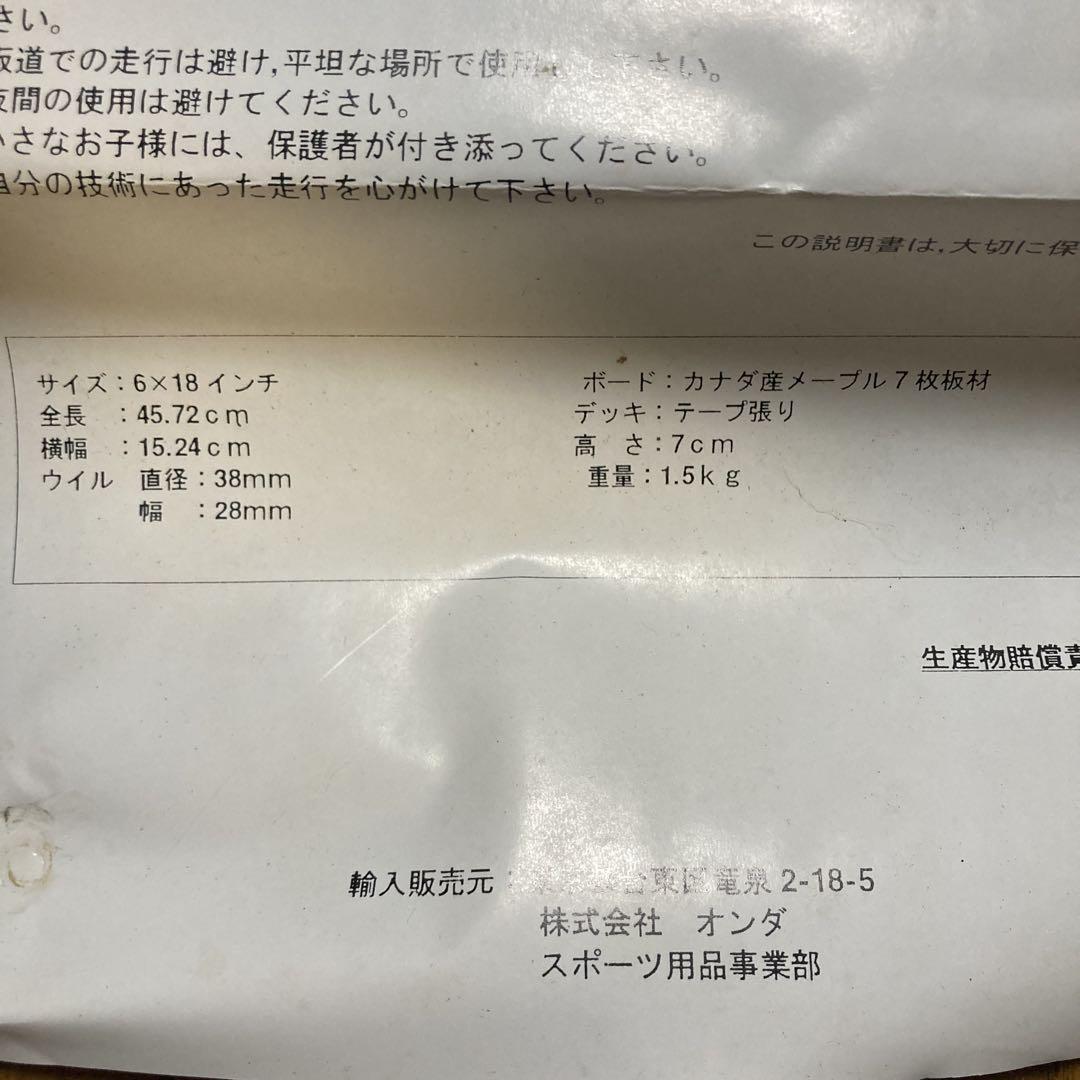 さい。
坂道での走行は避け,平坦な場所で使用 下さい。
夜間の使用は避けてください。
小さなお子様には、保護者が付き添ってください。
自分の技術にあった走行を心がけて下さい。
この説明書は,大切に保
サイズ：6×18 インチ
全長 ：45.72ｃｍ
横幅 ：15.24ｃｍ
ウイル 直径：38mm
幅 ：28mm
ボード：カナダ産メープル７枚板材
デッキ：テープ張り
高 さ：７ｃｍ
重量：1.5ｋｇ
生産物賠償責
輸入販売元： 台東区竜泉 2-18-5
株式会社 オンダ
スポーツ用品事業部